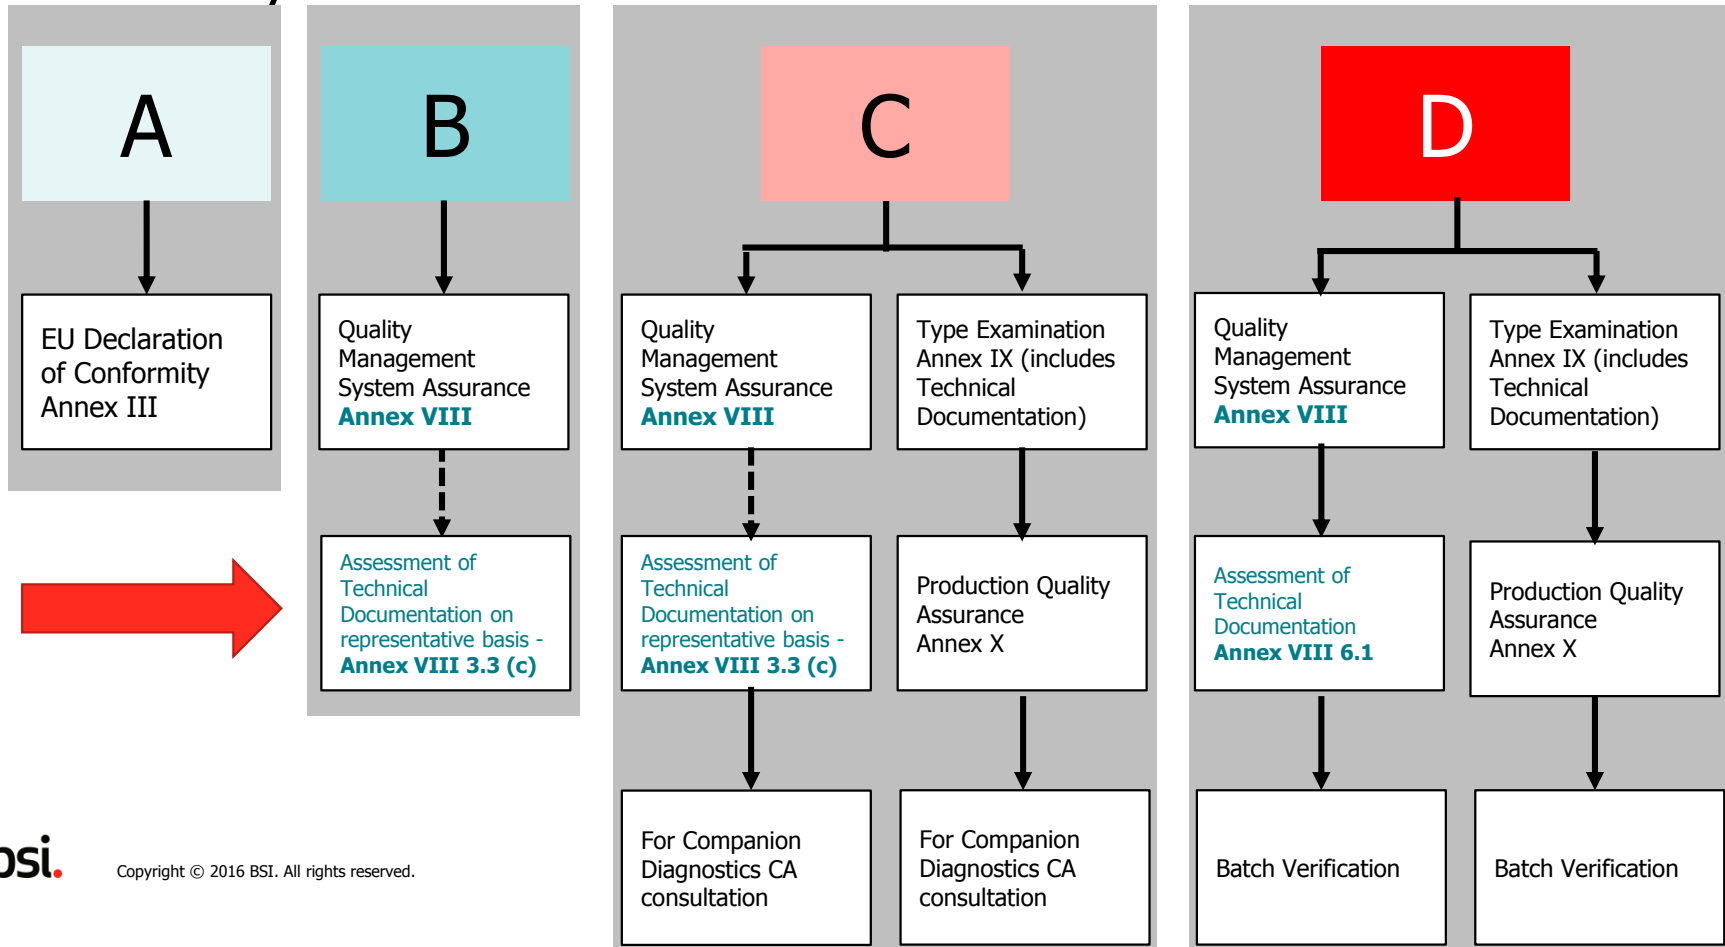 A
EU Declaration
of Conformity
Annex III
B
Quality
Management
System Assurance
Annex VIII
Assessment of
Technical
Documentation on
representative basis -
Annex VIII 3.3 (c)
C
Quality
Management
System Assurance
Annex VIII
Assessment of
Technical
Documentation on
representative basis -
Annex VIII 3.3 (c)
For Companion
Diagnostics CA
consultation
Type Examination
Annex IX (includes
Technical
Documentation)
Production Quality
Assurance
Annex X
For Companion
Diagnostics CA
consultation
D
Quality
Management
System Assurance
Annex VIII
Assessment of
Technical
Documentation
Annex VIII 6.1
Batch Verification
Type Examination
Annex IX (includes
Technical
Documentation)
Production Quality
Assurance
Annex X
Batch Verification
bsi.
Copyright © 2016 BSI. All rights reserved.